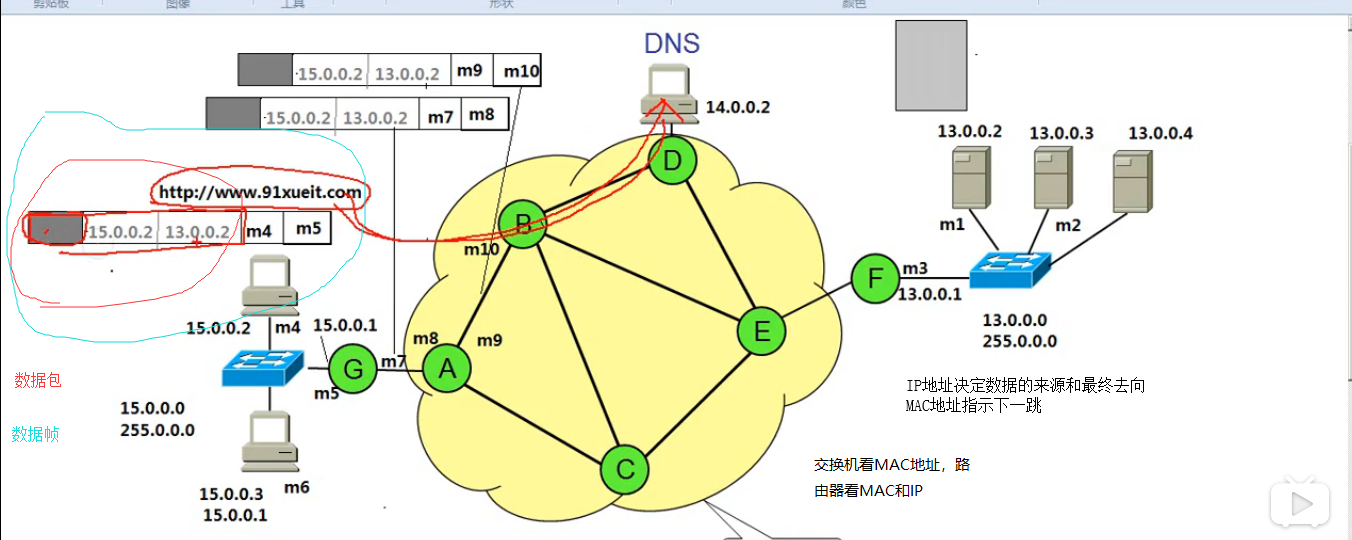 剪贴板 图像 工具 形状 颜色
DNS
15.0.0.2 13.0.0.2 m9 m10
15.0.0.2 13.0.0.2 m7 m8
14.0.0.2
13.0.0.2 13.0.0.3 13.0.0.4
http://www.91xueit.com
15.0.0.2 13.0.0.2 m4 m5
m1 m2
D
B
m10
F
m3
13.0.0.1
13.0.0.0
255.0.0.0
15.0.0.2 m4
15.0.0.1
m8 m9
E
G
m7
A
m5
数据包
15.0.0.0
255.0.0.0
数据帧
IP地址决定数据的来源和最终去向
MAC地址指示下一跳
C
交换机看MAC地址，路
由器看MAC和IP
15.0.0.3 m6
15.0.0.1